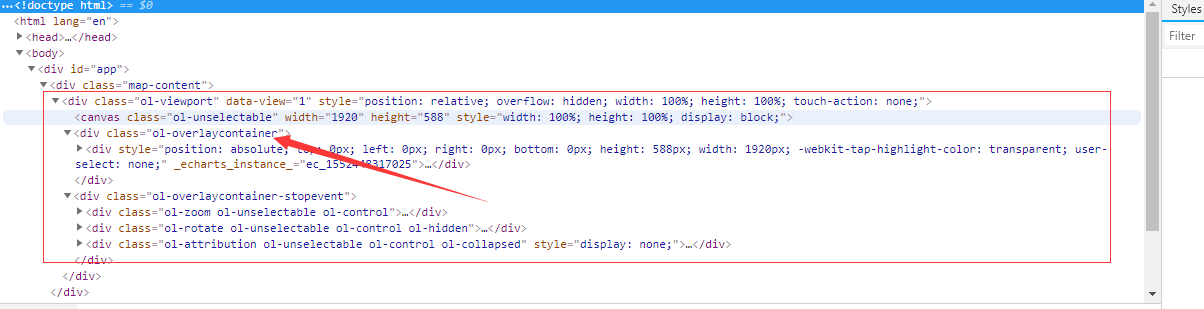 …<!doctype html> == $0
<html lang="en">
<head>…</head>
<body>
<div id="app">
<div class="map-content">
<div class="ol-viewport" data-view="1" style="position: relative; overflow: hidden; width: 100%; height: 100%; touch-action: none;">
<canvas class="ol-unselectable" width="1920" height="588" style="width: 100%; height: 100%; display: block;">
<div class="ol-overlaycontainer">
<div style="position: absolute; top: 0px; left: 0px; right: 0px; bottom: 0px; height: 588px; width: 1920px; -webkit-tap-highlight-color: transparent; user-
select: none;" _echarts_instance_="ec_1552448317025">…</div>
</div>
<div class="ol-overlaycontainer-stopevent">
<div class="ol-zoom ol-unselectable ol-control">…</div>
<div class="ol-rotate ol-unselectable ol-control ol-hidden">…</div>
<div class="ol-attribution ol-unselectable ol-control ol-collapsed" style="display: none;">…</div>
</div>
</div>
</div>
Styles
Filter